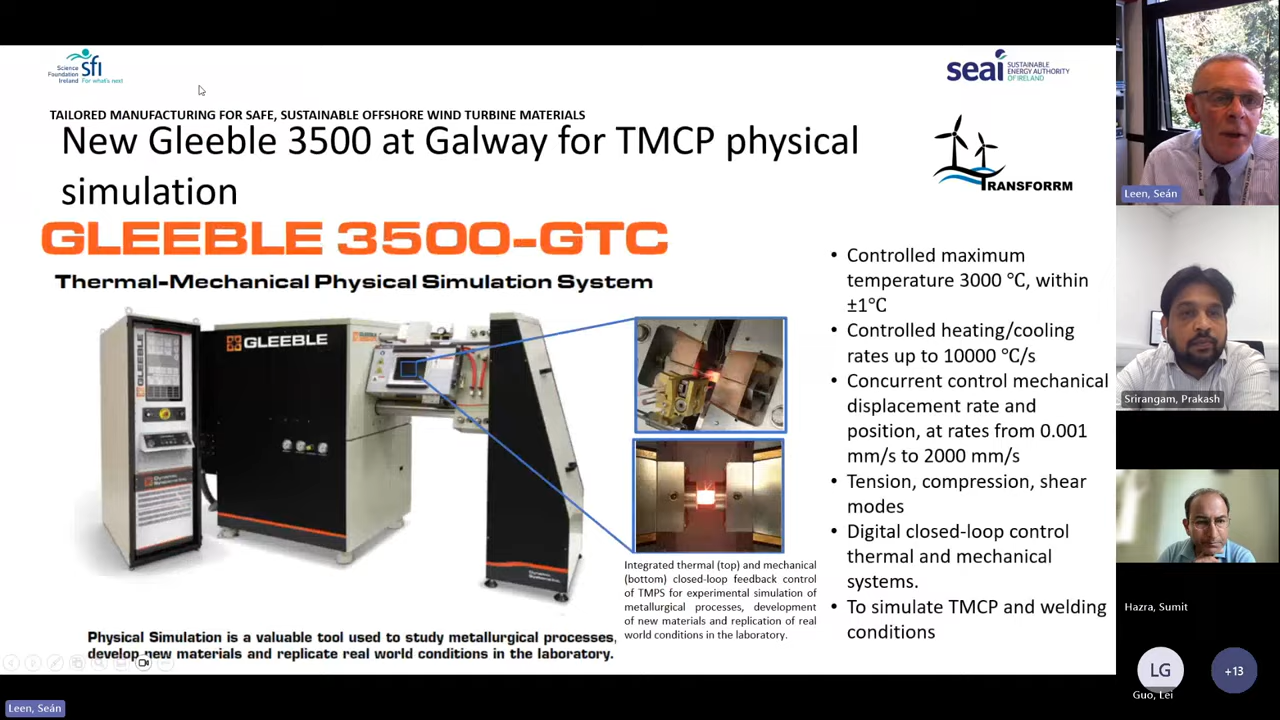 Science
Foundation
Ireland
sfi
For what's next
seai
SUSTAINABLE
ENERGY AUTHORITY
OF IRELAND
TAILORED MANUFACTURING FOR SAFE, SUSTAINABLE OFFSHORE WIND TURBINE MATERIALS
New Gleeble 3500 at Galway for TMCP physical
simulation
TRANSFORRM
GLEEBLE 3500-GTC
Thermal-Mechanical Physical Simulation System
GLEEBLE
GLEEBLE
• Controlled maximum
temperature 3000 ℃, within
±1℃
• Controlled heating/cooling
rates up to 10000 ℃/s
• Concurrent control mechanical
displacement rate and
position, at rates from 0.001
mm/s to 2000 mm/s
• Tension, compression, shear
modes
• Digital closed-loop control
thermal and mechanical
systems.
• To simulate TMCP and welding
conditions
Integrated thermal (top) and mechanical
(bottom) closed-loop feedback control
of TMPS for experimental simulation of
metallurgical processes, development
of new materials and replication of real
world conditions in the laboratory.
Physical Simulation is a valuable tool used to study metallurgical processes,
develop new materials and replicate real world conditions in the laboratory.
Leen, Seán
Srirangam, Prakash
Hazra, Sumit
LG
Guo, Lei
+13
Leen, Seán